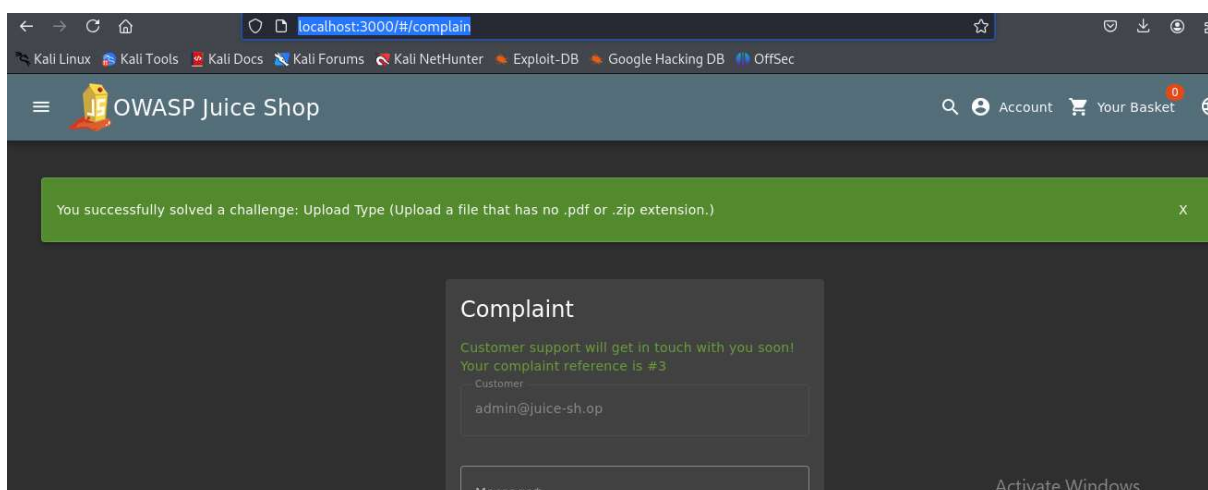 localhost:3000/#/complain
Kali Linux Kali Tools Kali Docs Kali Forums Kali NetHunter Exploit-DB Google Hacking DB OffSec
OWASP Juice Shop Account 0 Your Basket
You successfully solved a challenge: Upload Type (Upload a file that has no .pdf or .zip extension.) X
Complaint
Customer support will get in touch with you soon!
Your complaint reference is #3
Customer
admin@juice-sh.op
Activate Windows